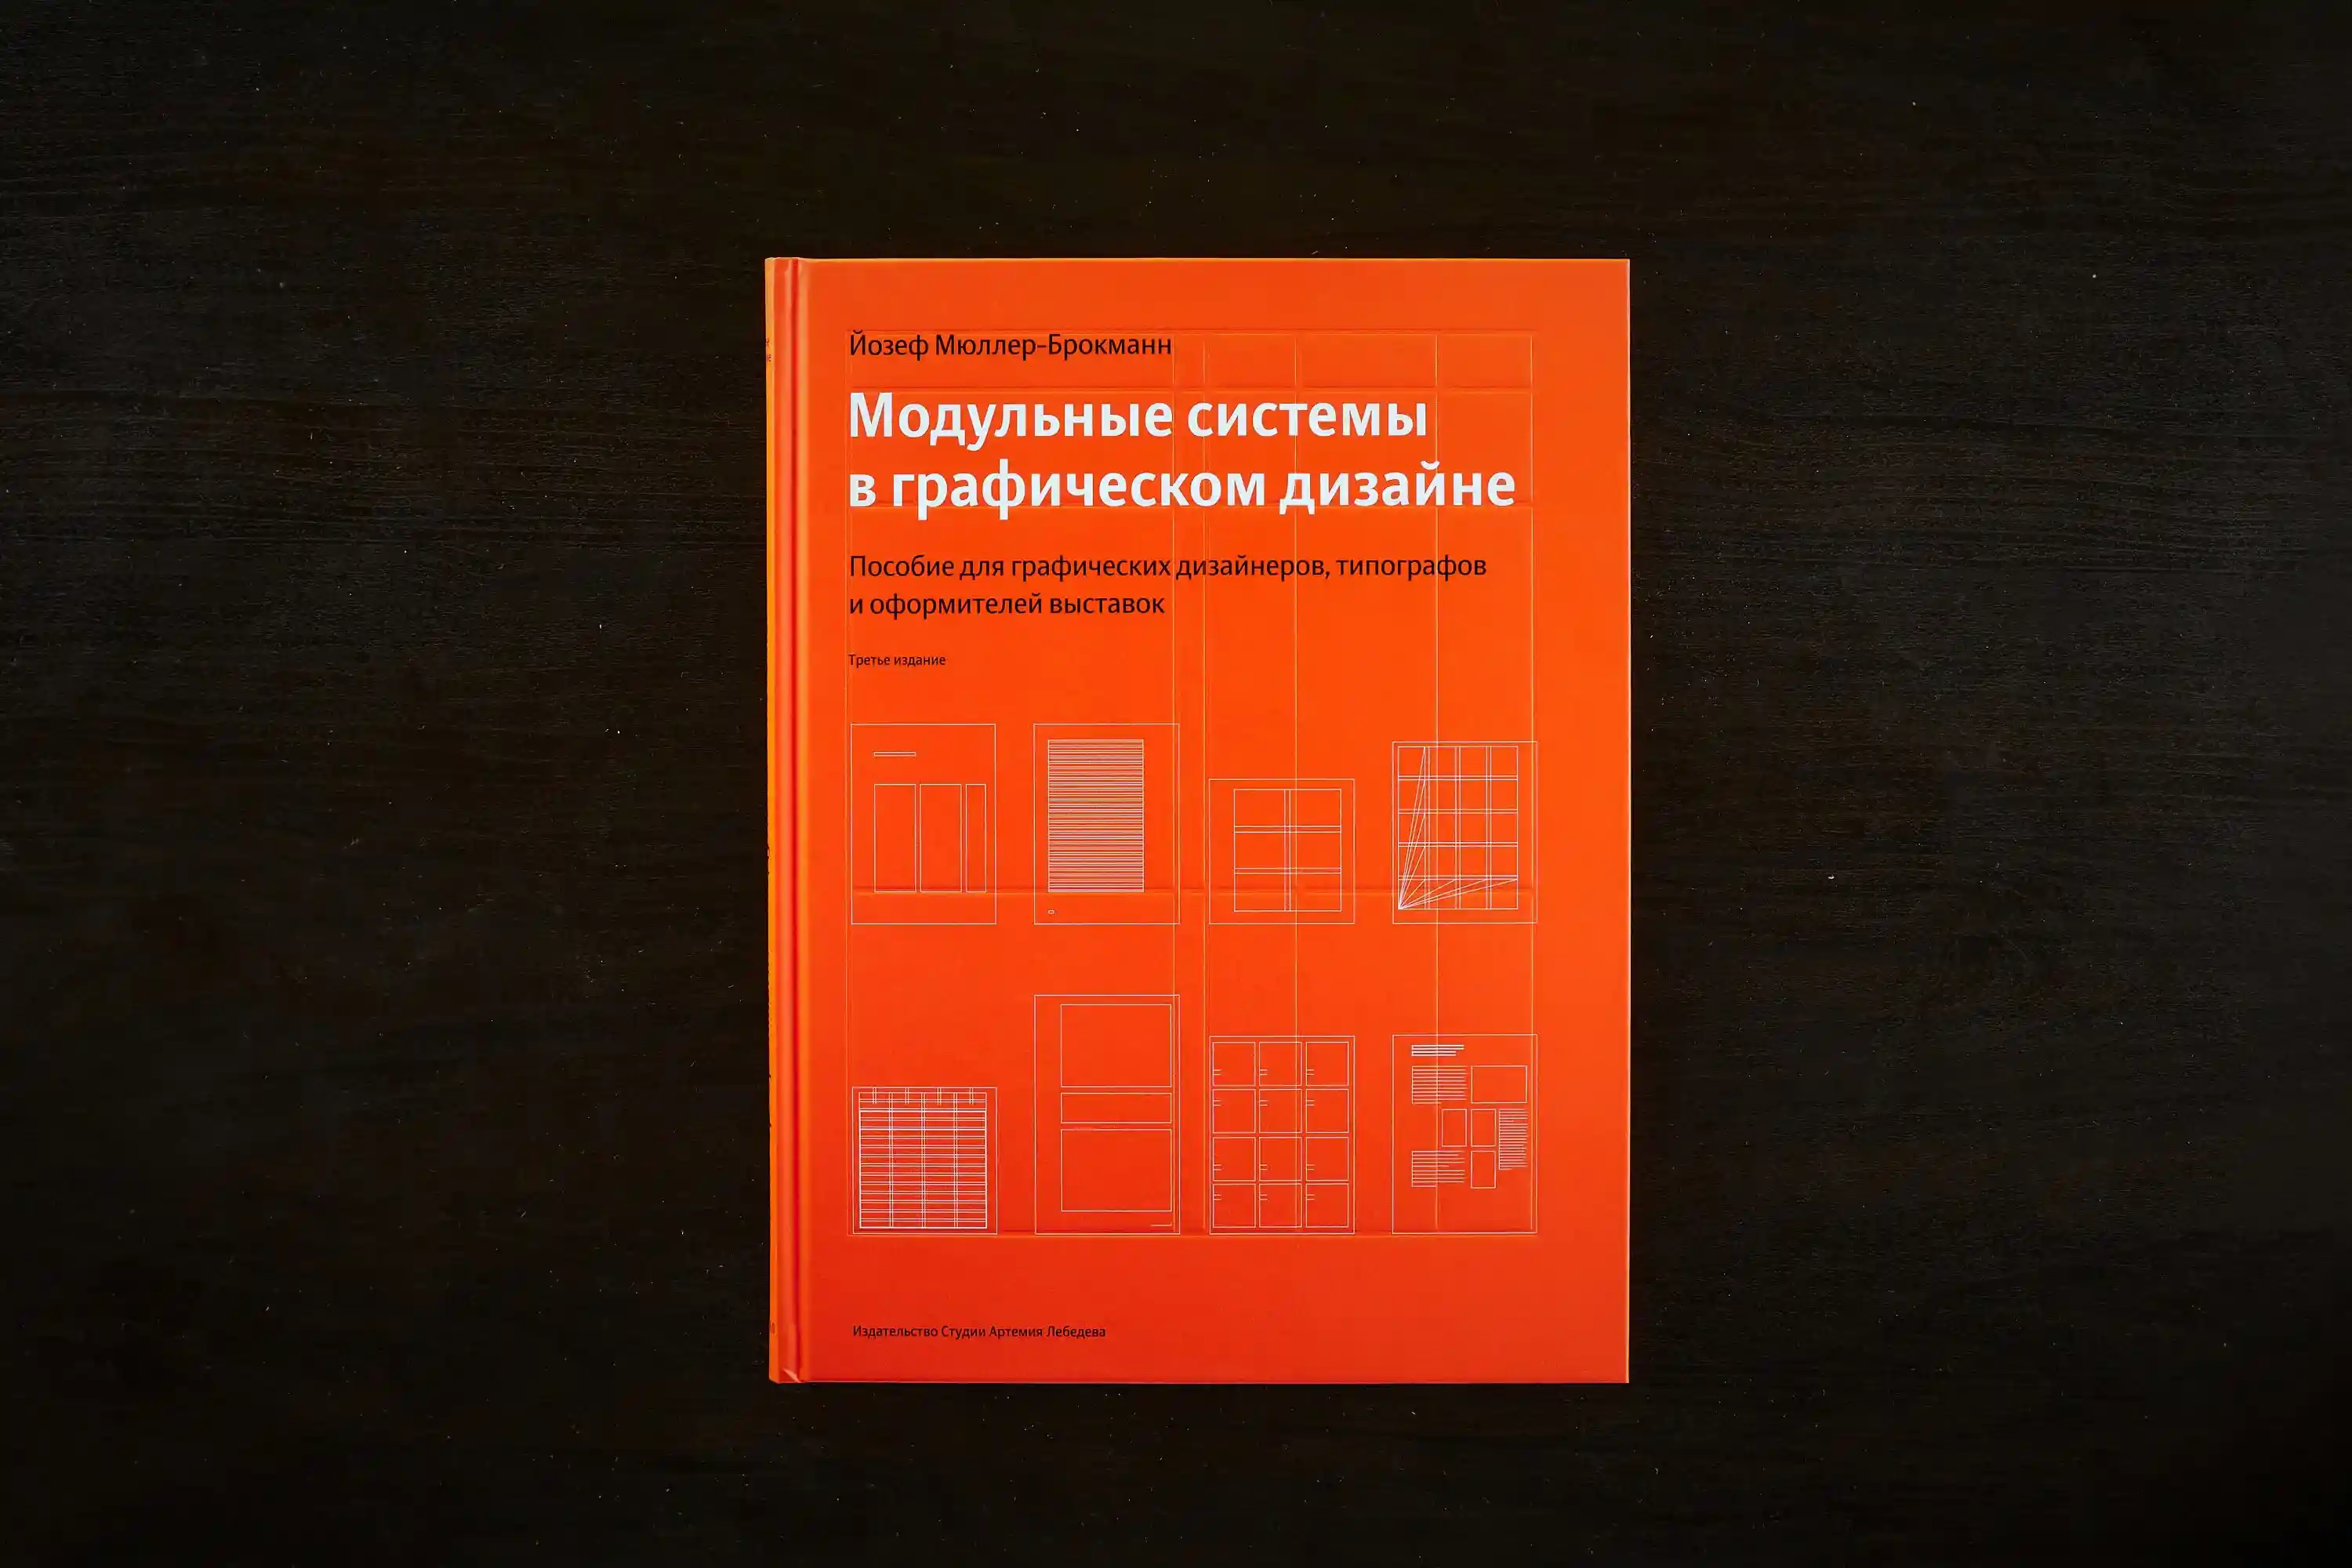 Йозеф Мюллер-Брокманн
Модульные системы
в графическом дизайне
Пособие для графических дизайнеров, типографов
и оформителей выставок
Третье издание
Издательство Студии Артемия Лебедева